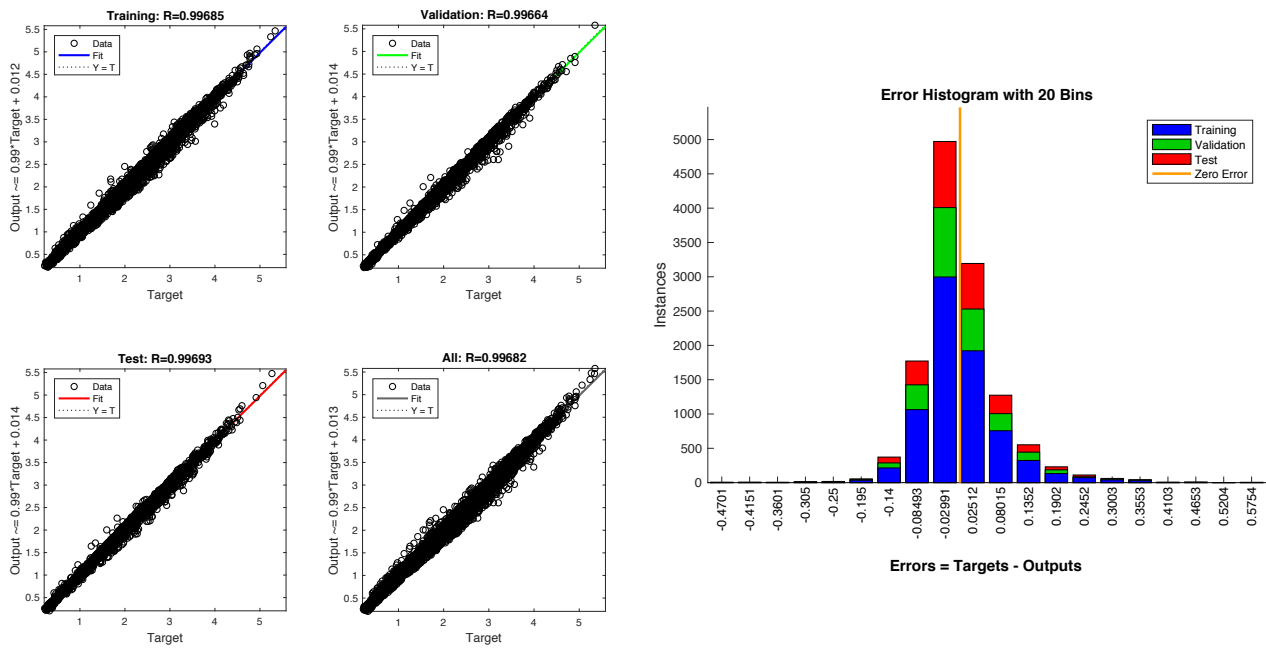 Training: R=0.99685
Output ~= 0.99*Target + 0.012
5.5
5
4.5
4
3.5
3
2.5
2
1.5
1
0.5
Data
Fit
Y = T
1 2 3 4 5
Target
Validation: R=0.99664
Output ~= 0.99*Target + 0.014
5.5
5
4.5
4
3.5
3
2.5
2
1.5
1
0.5
Data
Fit
Y = T
1 2 3 4 5
Target
Test: R=0.99693
Output ~= 0.99*Target + 0.014
5.5
5
4.5
4
3.5
3
2.5
2
1.5
1
0.5
Data
Fit
Y = T
1 2 3 4 5
Target
All: R=0.99682
Output ~= 0.99*Target + 0.013
5.5
5
4.5
4
3.5
3
2.5
2
1.5
1
0.5
Data
Fit
Y = T
1 2 3 4 5
Target
Error Histogram with 20 Bins
Instances
5000
4500
4000
3500
3000
2500
2000
1500
1000
500
0
Training
Validation
Test
Zero Error
-0.4701
-0.4151
-0.3601
-0.305
-0.25
-0.195
-0.14
-0.08493
-0.02991
0.02512
0.08015
0.1352
0.1902
0.2452
0.3003
0.3553
0.4103
0.4653
0.5204
0.5754
Errors = Targets - Outputs